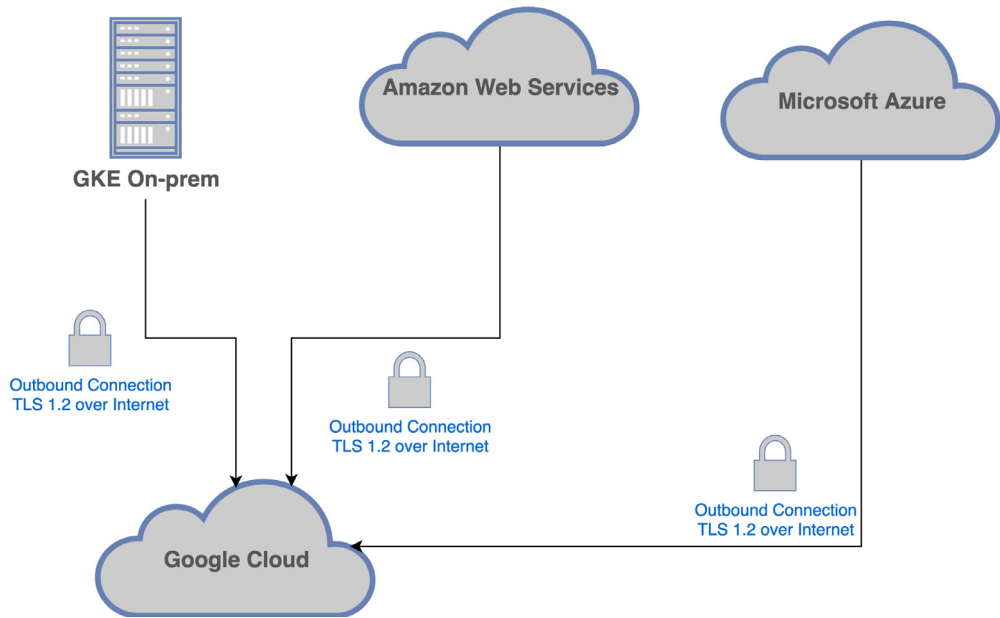 Amazon Web Services
Microsoft Azure
GKE On-prem
Outbound Connection
TLS 1.2 over Internet
Outbound Connection
TLS 1.2 over Internet
Outbound Connection
TLS 1.2 over Internet
Google Cloud